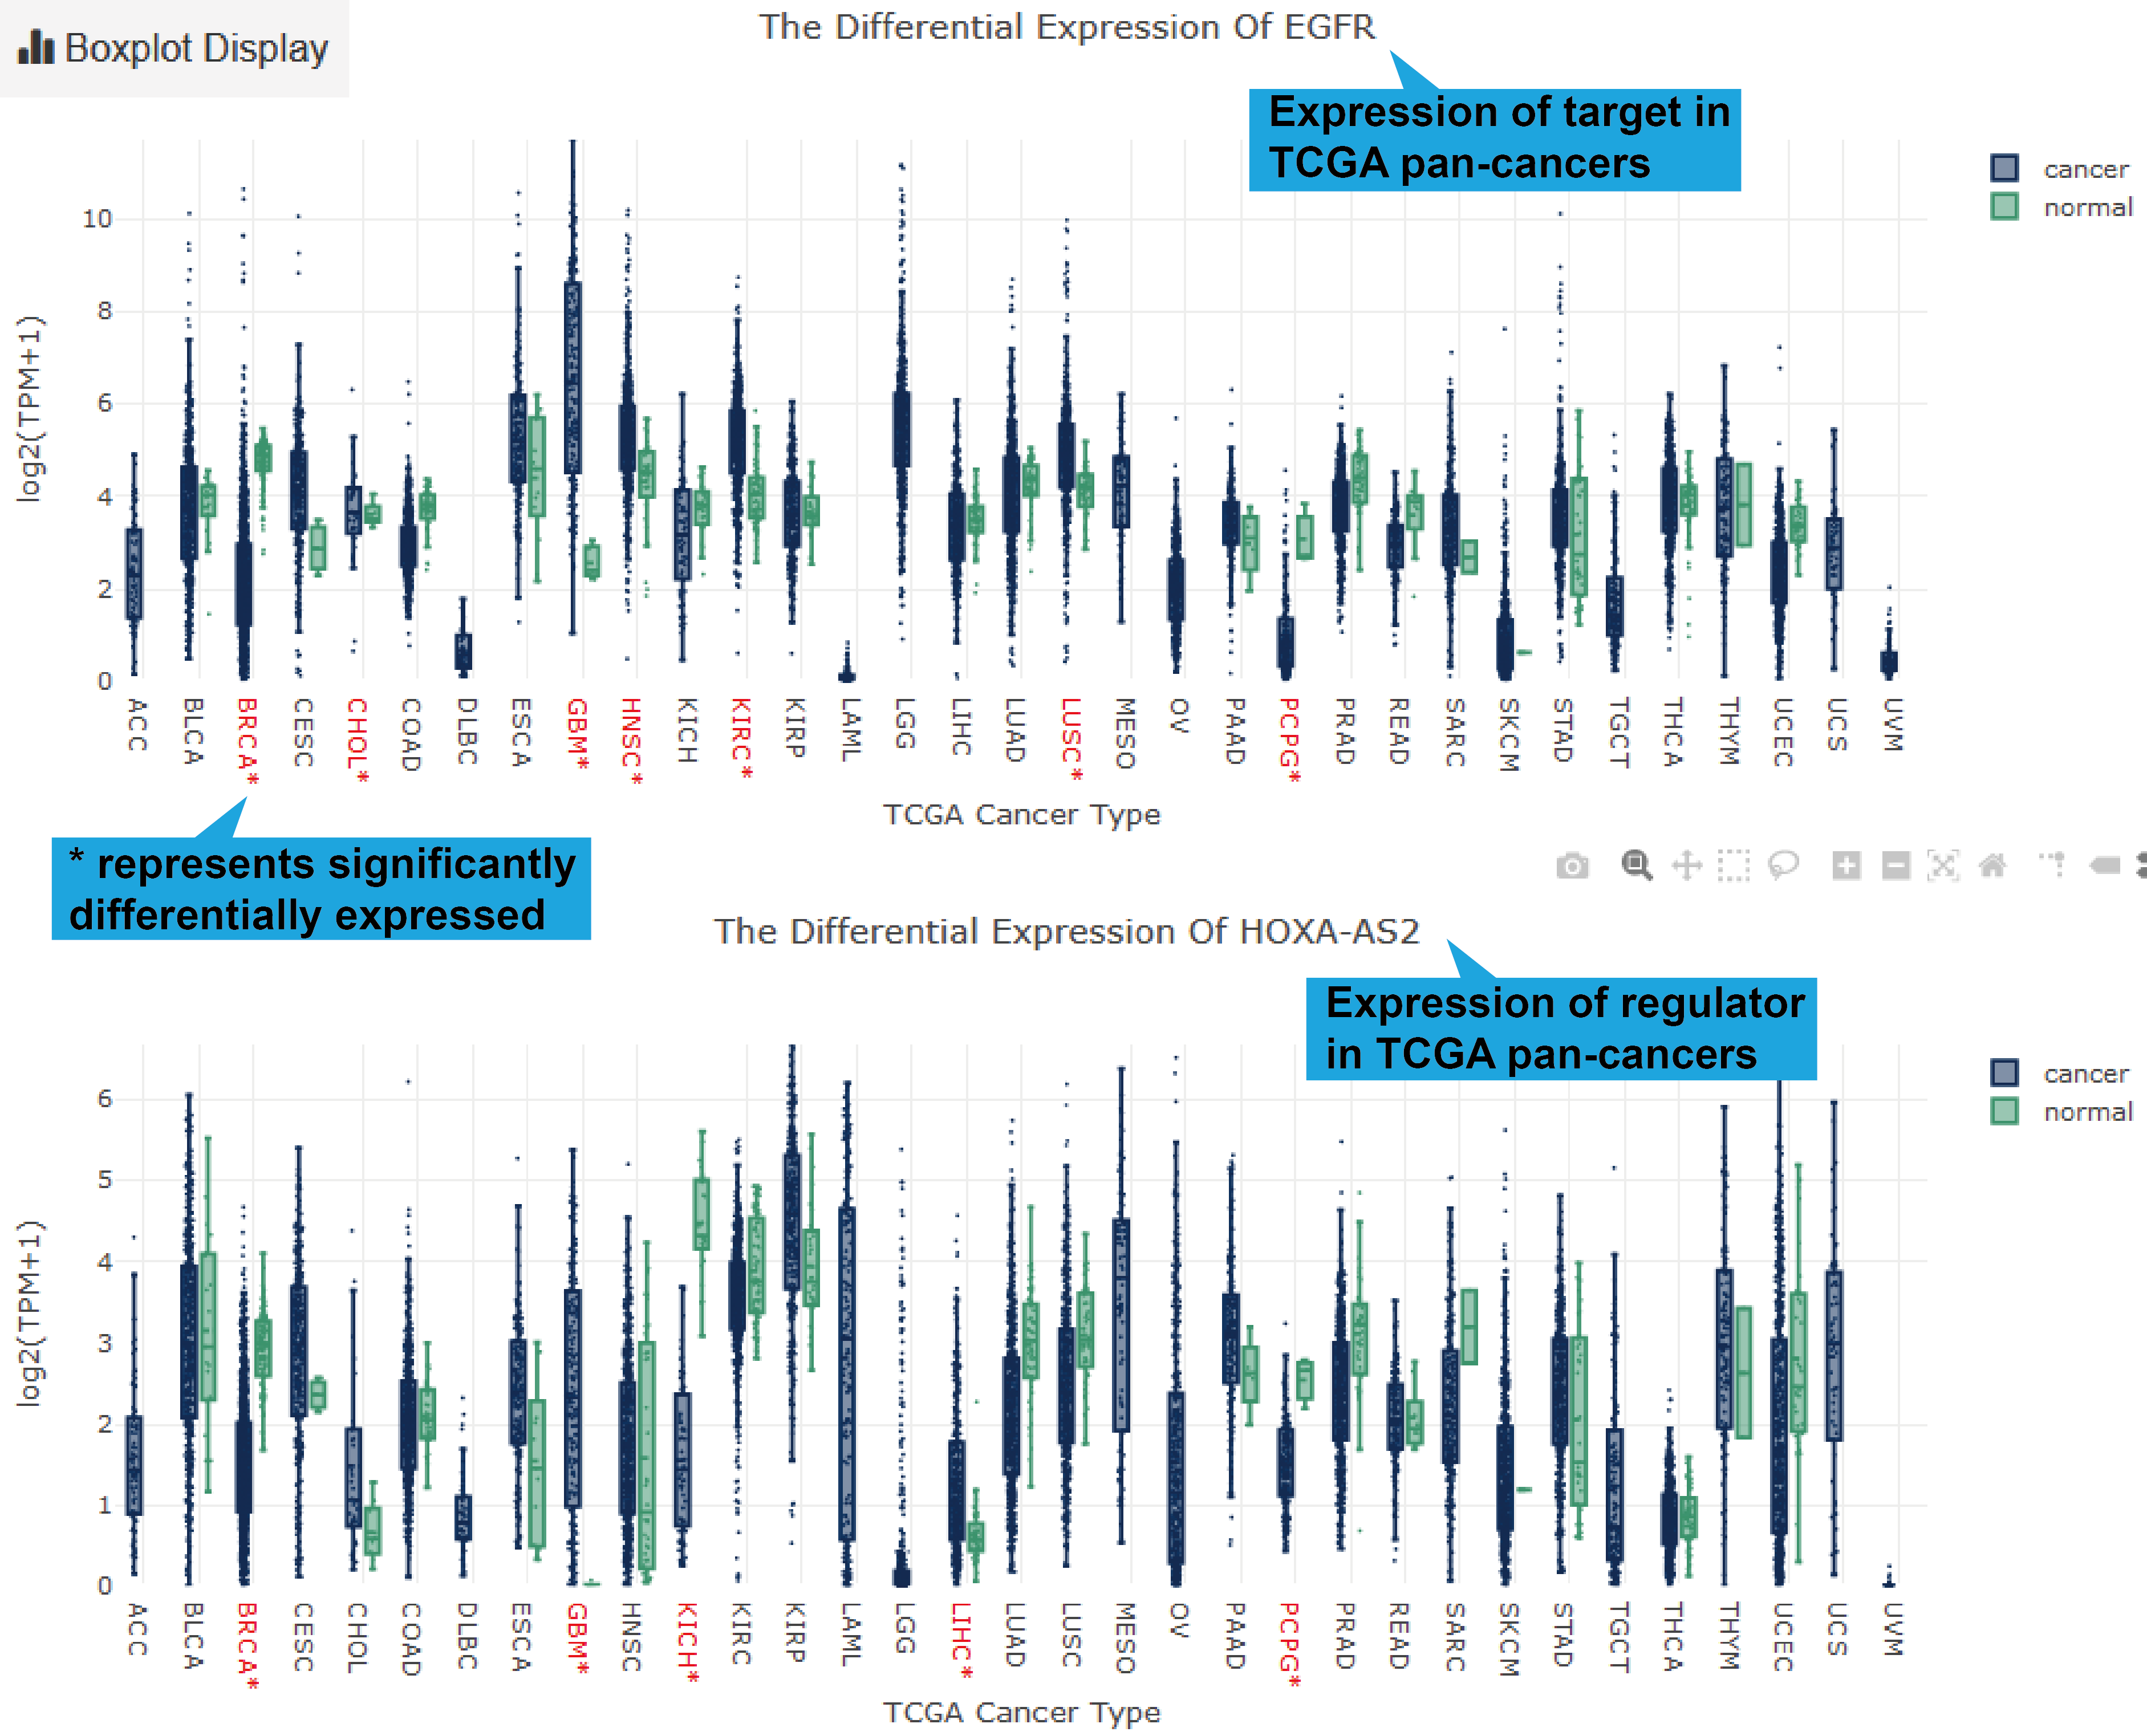 Boxplot Display
The Differential Expression Of EGFR
Expression of target in
TCGA pan-cancers
cancer
normal
log2(TPM+1)
10
8
6
4
2
0
ACC
BLCA
BRCA*
CESC
CHOL*
COAD
DLBC
ESCA
GBM*
HNSC*
KICH
KIRC*
KIRP
LAML
LGG
LIHC
LUAD
LUSC*
MESO
OV
PAAD
PCPG*
PRAD
READ
SARC
SKCM
STAD
TGCT
THCA
THYM
UCEC
UCS
UVM
TCGA Cancer Type
* represents significantly
differentially expressed
The Differential Expression Of HOXA-AS2
Expression of regulator
in TCGA pan-cancers
cancer
normal
log2(TPM+1)
6
5
4
3
2
1
0
ACC
BLCA
BRCA*
CESC
CHOL
COAD
DLBC
ESCA
GBM*
HNSC
KICH*
KIRC
KIRP
LAML
LGG
LIHC*
LUAD
LUSC
MESO
OV
PAAD
PCPG*
PRAD
READ
SARC
SKCM
STAD
TGCT
THCA
THYM
UCEC
UCS
UVM
TCGA Cancer Type